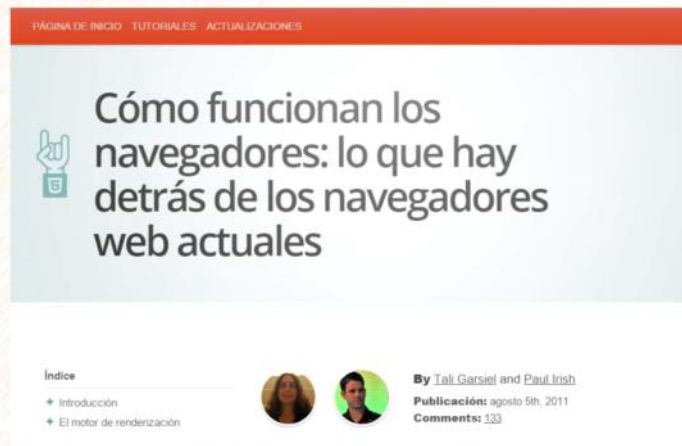 PÁGINA DE INICIO TUTORIALES ACTUALIZACIONES
Cómo funcionan los
navegadores: lo que hay
detrás de los navegadores
web actuales
5
Índice
Introducción
El motor de renderización
By Tali Garsiel and Paul Irish
Publicación: agosto 5th, 2011
Comments: 133